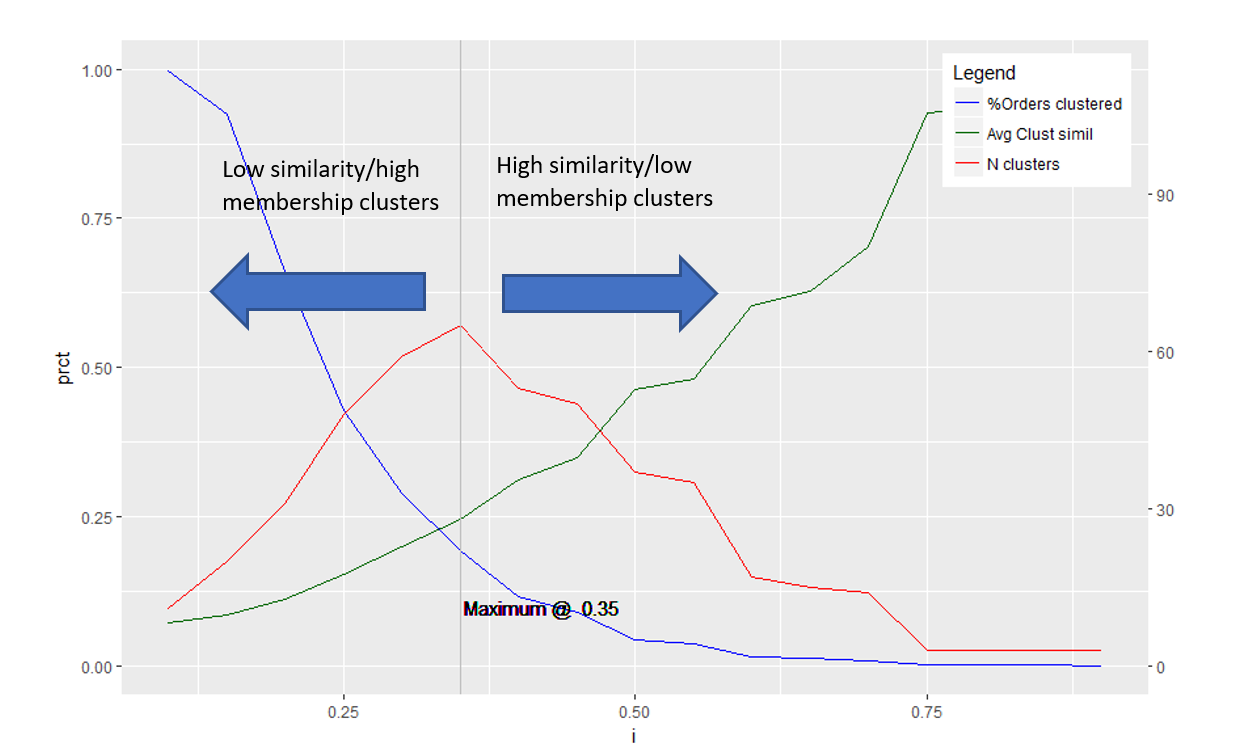 Legend
%Orders clustered
Avg Clust simil
N clusters
Low similarity/high
membership clusters
High similarity/low
membership clusters
Maximum @ 0.35
prct
1.00
0.75
0.50
0.25
0.00
90
60
30
0
0.25
0.50
0.75
i